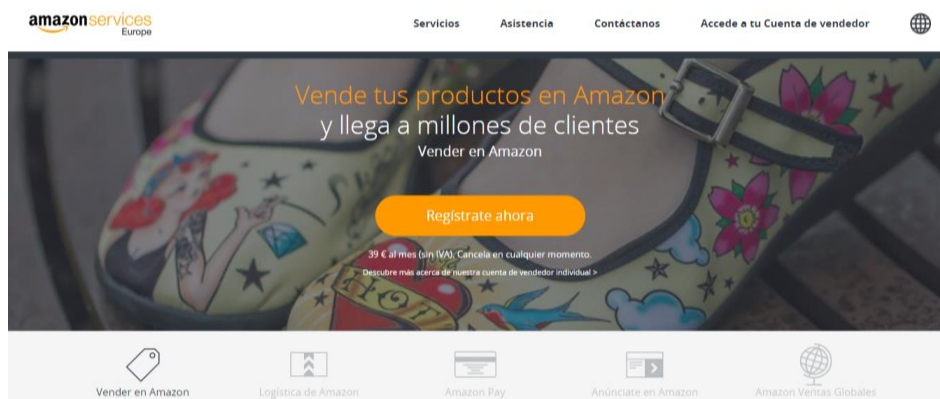 amazonservices
Europe
Servicios
Asistencia
Contáctanos
Accede a tu Cuenta de vendedor
Vende tus productos en Amazon
y llega a millones de clientes
Vender en Amazon
Regístrate ahora
39 € al mes (sin IVA). Cancela en cualquier momento.
Descubre más acerca de nuestra cuenta de vendedor individual >
HOT
Vender en Amazon
Logística de Amazon
Amazon Pay
Anúnciate en Amazon
Amazon Ventas Globales